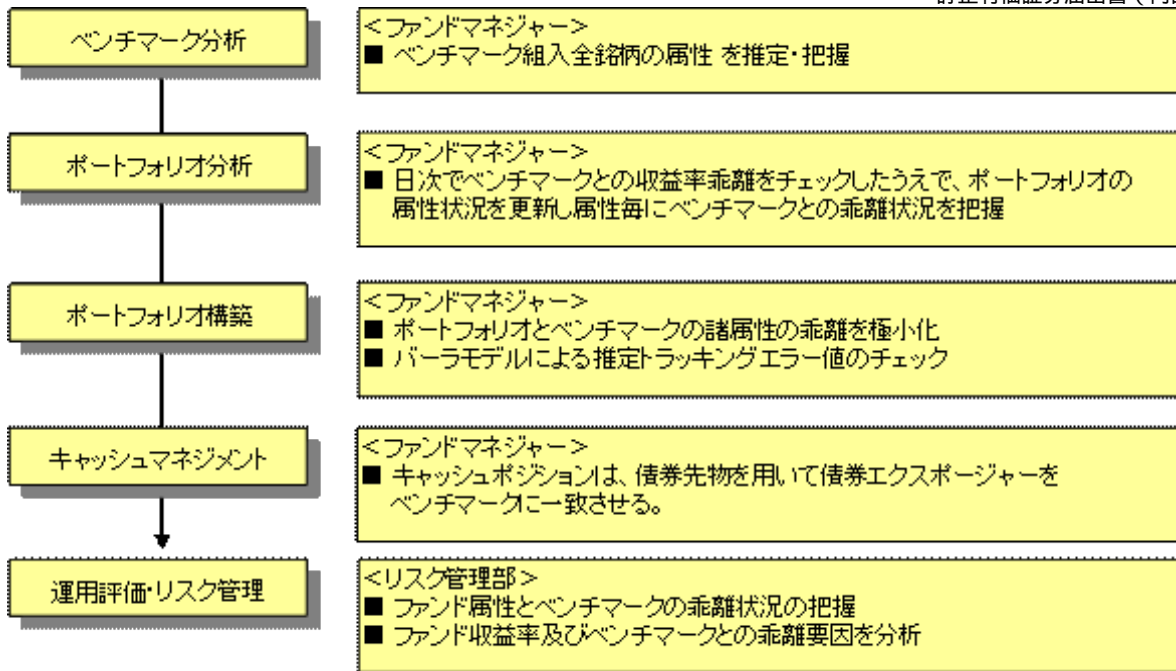 ベンチマーク分析
<ファンドマネジャー>
■ ベンチマーク組入全銘柄の属性 を推定・把握
ポートフォリオ分析
<ファンドマネジャー>
■ 日次でベンチマークとの収益率乖離をチェックしたうえで、ポートフォリオの
属性状況を更新し属性毎にベンチマークとの乖離状況を把握
ポートフォリオ構築
<ファンドマネジャー>
■ ポートフォリオとベンチマークの諸属性の乖離を極小化
■ バーラモデルによる推定トラッキングエラー値のチェック
キャッシュマネジメント
<ファンドマネジャー>
■ キャッシュポジションは、債券先物を用いて債券エクスポージャーを
ベンチマークに一致させる。
運用評価・リスク管理
<リスク管理部>
■ ファンド属性とベンチマークの乖離状況の把握
■ ファンド収益率及びベンチマークとの乖離要因を分析